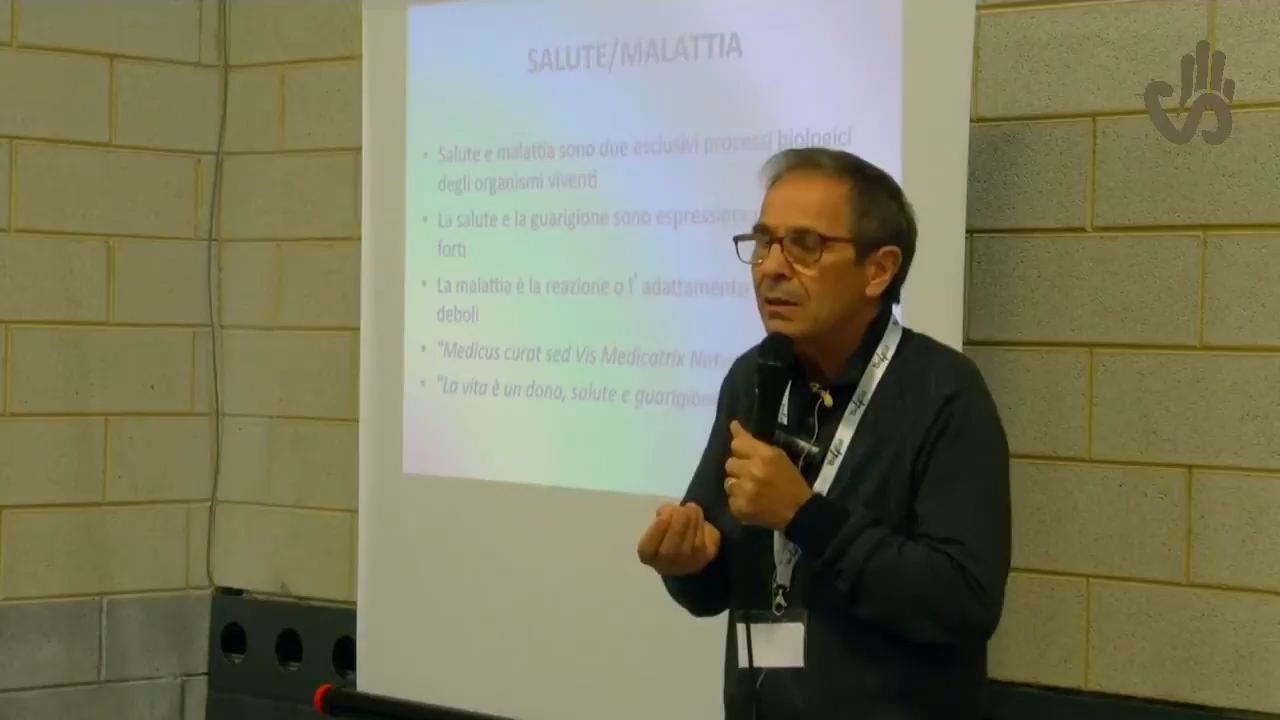 SALUTE/MALATTIA
• Salute e malattia sono due esclusivi processi biologici
degli organismi viventi
• La salute e la guarigione sono espressione
forti
• La malattia è la reazione o l' adattamento
deboli
• "Medicus curat sed Vis Medicatrix
• "La vita è un dono, salute e guarigione